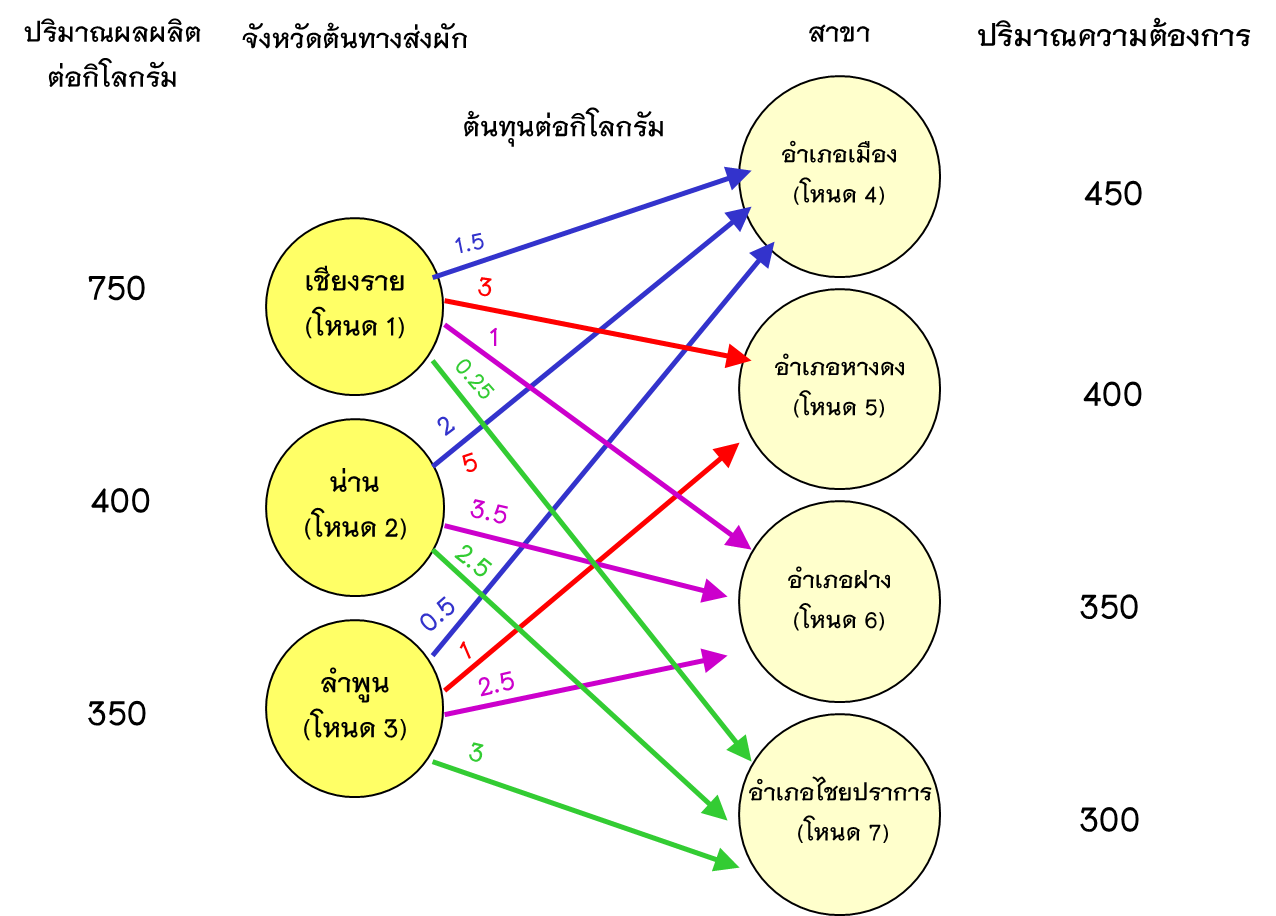 ปริมาณผลผลิต
ต่อกิโลกรัม
จังหวัดต้นทางส่งผัก
สาขา
ปริมาณความต้องการ
ต้นทุนต่อกิโลกรัม
อำเภอเมือง
(โหนด 4)
450
1.5
750
เชียงราย
(โหนด 1)
3
1
0.25
อำเภอหางดง
(โหนด 5)
400
2
5
400
น่าน
(โหนด 2)
3.5
2.5
อำเภอฝาง
(โหนด 6)
350
0.5
1
2.5
350
ลำพูน
(โหนด 3)
3
อำเภอไชยปราการ
(โหนด 7)
300